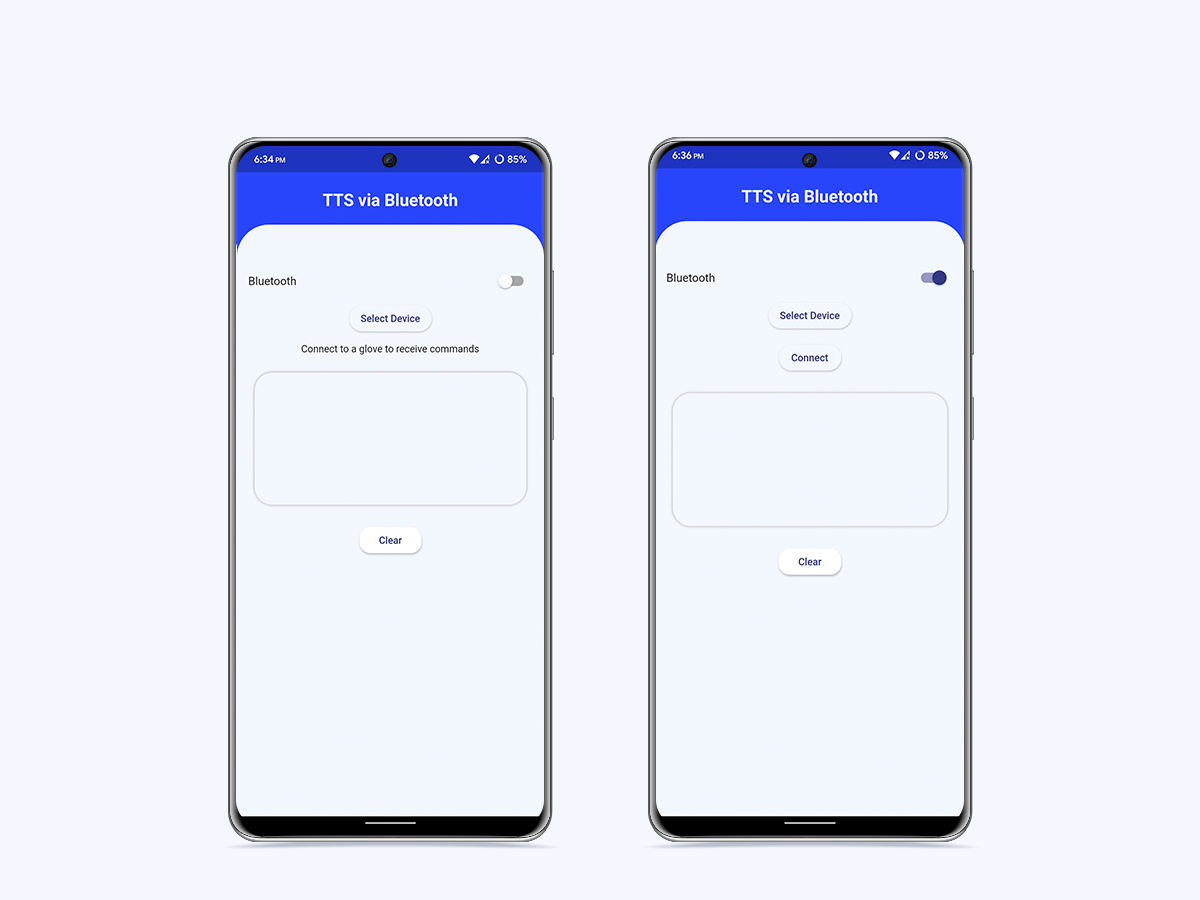 6:34 PM 85%
TTS via Bluetooth
Bluetooth
Select Device
Connect to a glove to receive commands
Clear
6:36 PM 85%
TTS via Bluetooth
Bluetooth
Select Device
Connect
Clear